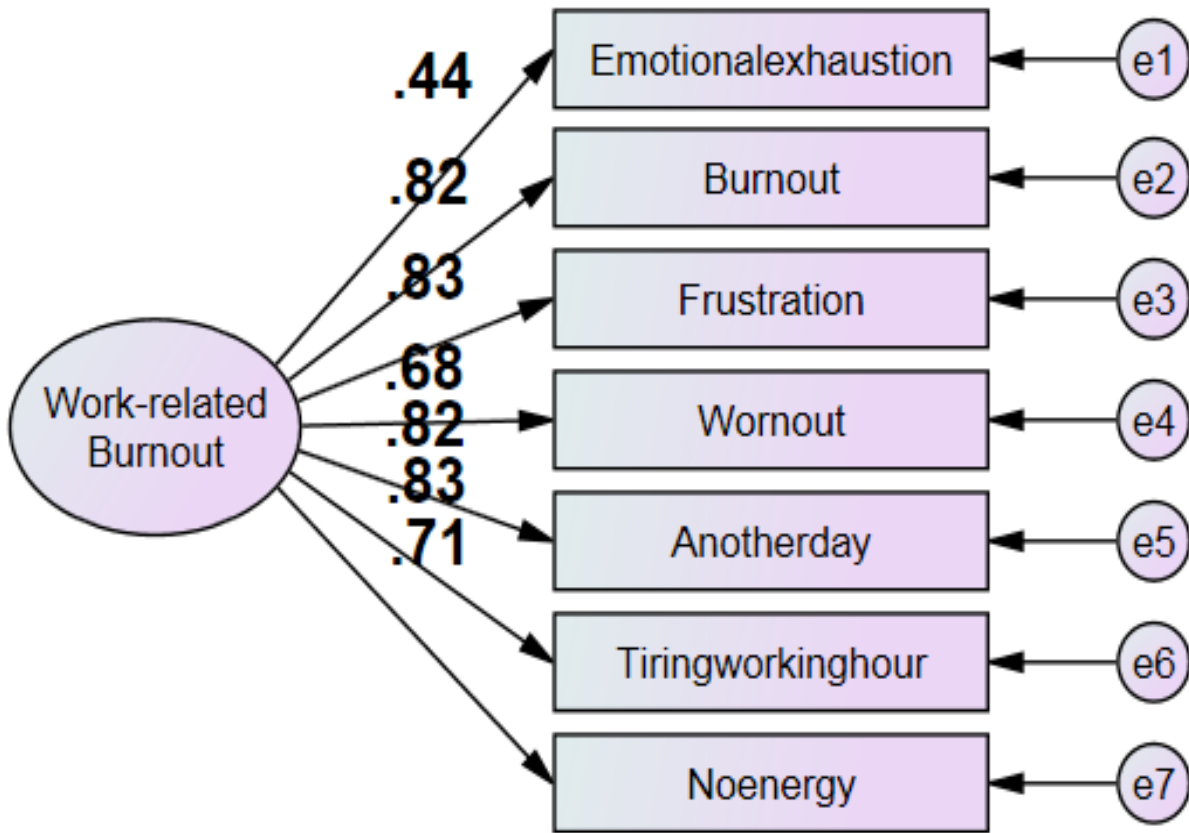 Emotionalexhaustion
e1
.44
Burnout
e2
.82
Frustration
e3
.83
.68
Work-related
Burnout
Wornout
e4
.82
.83
Anotherday
e5
.71
Tiringworkinghour
e6
Noenergy
e7